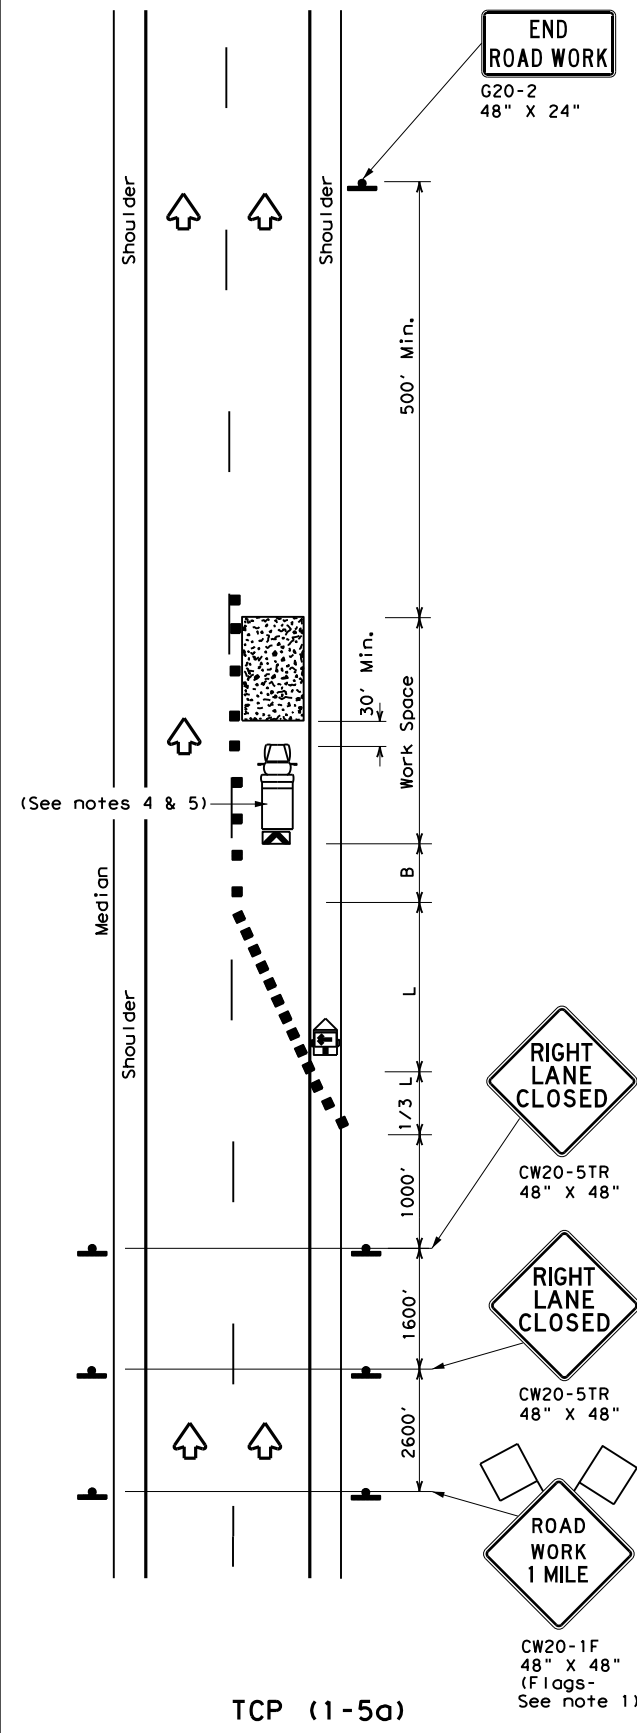 END
ROAD WORK
G20-2
48" X 24"
Shoulder
Shoulder
500' Min.
30' Min.
Work Space
(See notes 4 & 5)
B
Median
L
Shoulder
1/3 L
RIGHT
LANE
CLOSED
CW20-5TR
48" X 48"
1000'
1600'
RIGHT
LANE
CLOSED
CW20-5TR
48" X 48"
2600'
ROAD
WORK
1 MILE
CW20-1F
48" X 48"
(Flags-
See note 1)
TCP (1-5a)